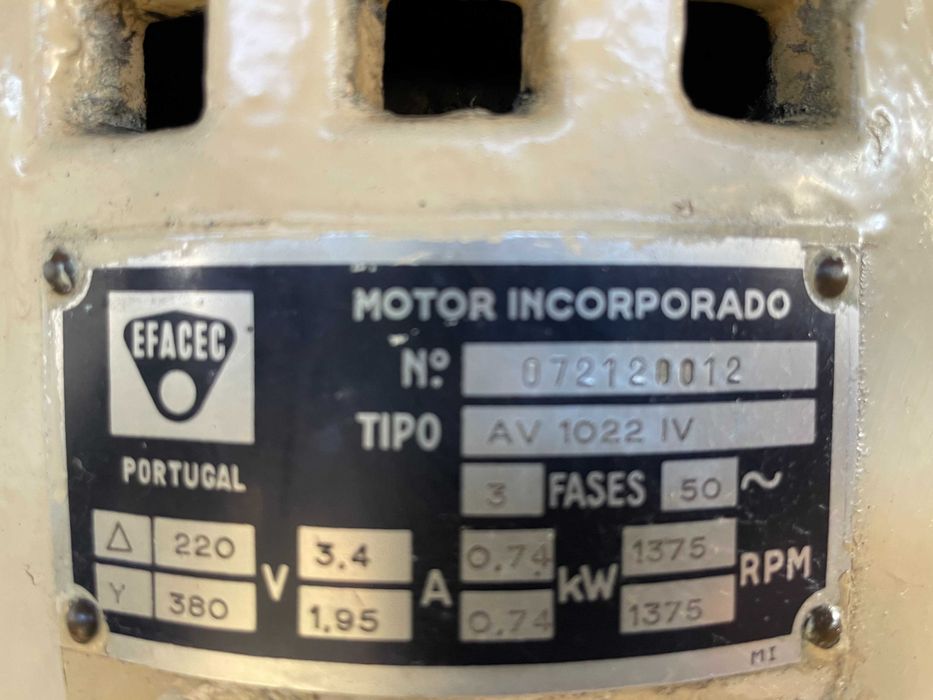 MOTOR INCORPORADO
EFACEC
Nº. 072120012
TIPO AV 1022 IV
PORTUGAL
3 FASES 50 ~
Δ 220 V 3.4 A 0.74 kW 1375 RPM
Y 380 1.95 0.74 1375
MI